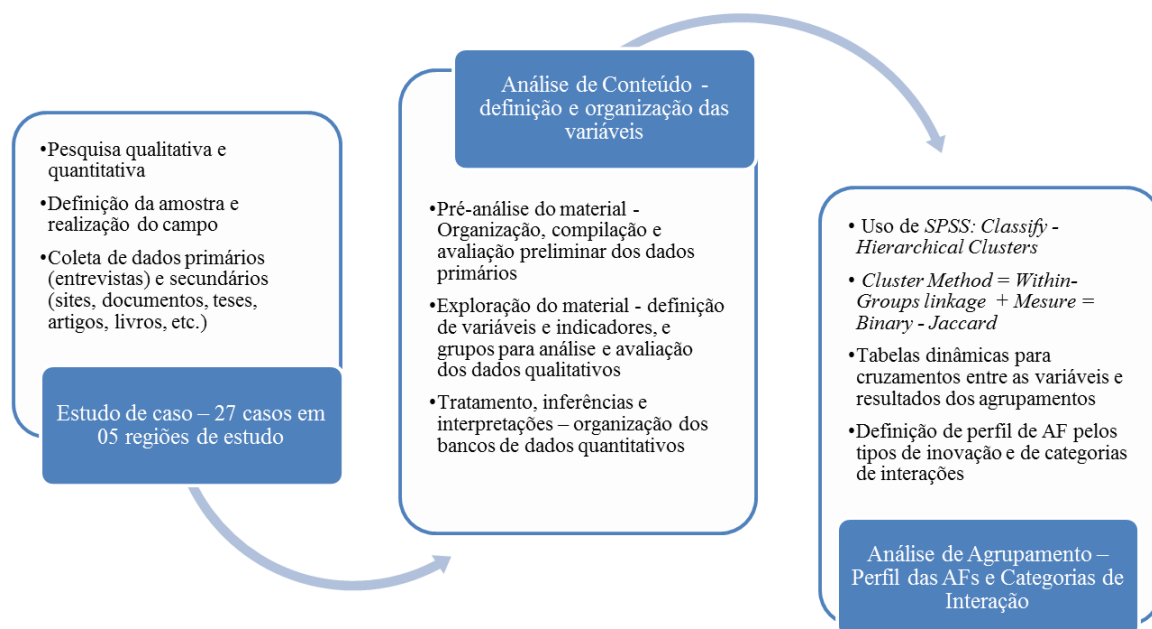 •Pesquisa qualitativa e
quantitativa
•Definição da amostra e
realização do campo
•Coleta de dados primários
(entrevistas) e secundários
(sites, documentos, teses,
artigos, livros, etc.)
Estudo de caso – 27 casos em
05 regiões de estudo
Análise de Conteúdo -
definição e organização das
variáveis
•Pré-análise do material -
Organização, compilação e
avaliação preliminar dos dados
primários
•Exploração do material - definição
de variáveis e indicadores, e
grupos para análise e avaliação
dos dados qualitativos
•Tratamento, inferências e
interpretações – organização dos
bancos de dados quantitativos
• Uso de SPSS: Classify -
Hierarchical Clusters
• Cluster Method = Within-
Groups linkage + Mesure =
Binary - Jaccard
•Tabelas dinâmicas para
cruzamentos entre as variáveis e
resultados dos agrupamentos
•Definição de perfil de AF pelos
tipos de inovação e de categorias
de interações
Análise de Agrupamento –
Perfil das AFs e Categorias de
Interação